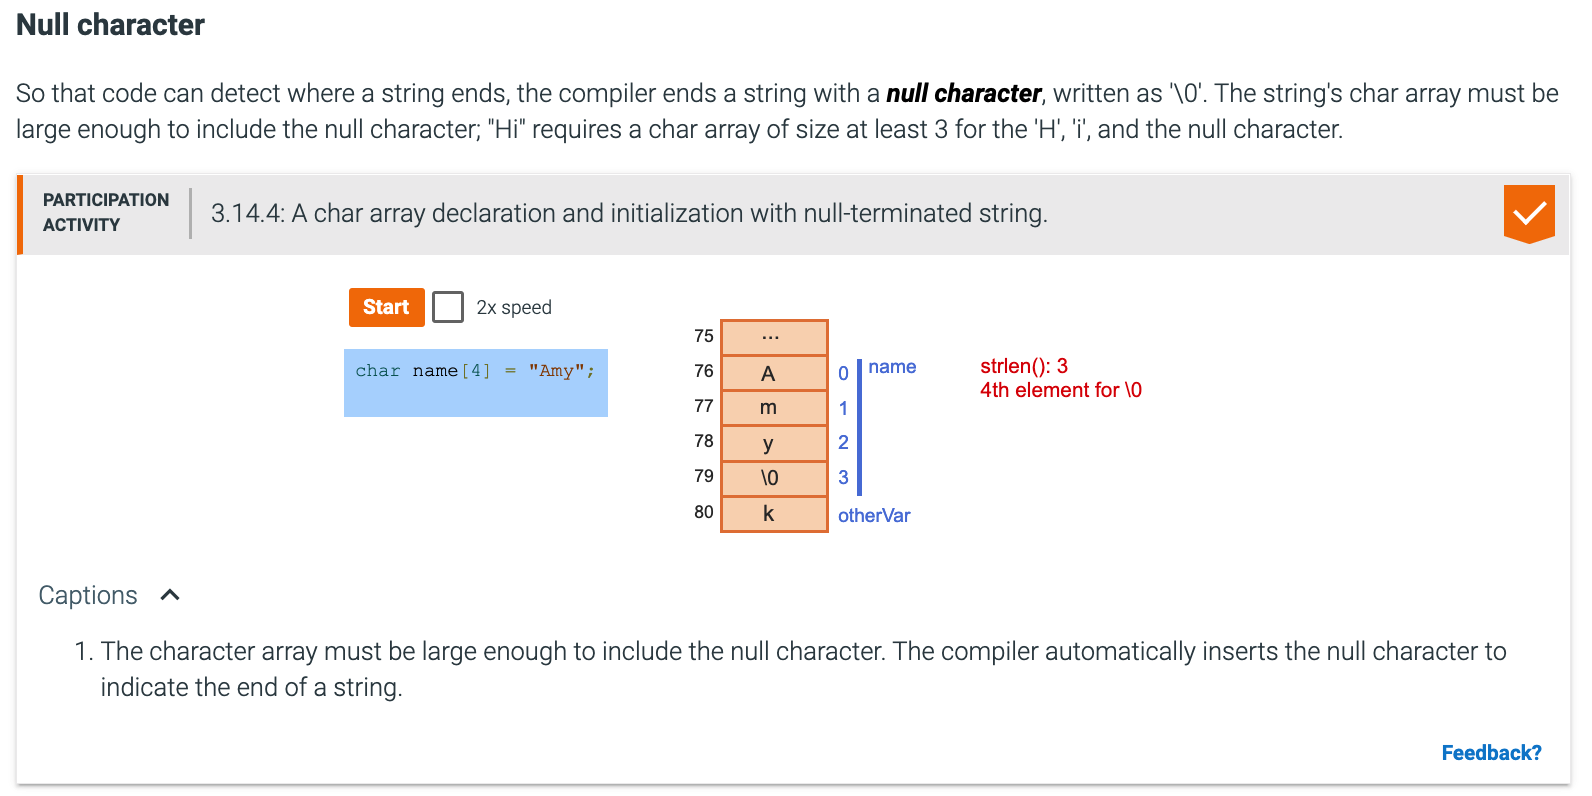 Null character
So that code can detect where a string ends, the compiler ends a string with a null character, written as '\0'. The string's char array must be
large enough to include the null character; "Hi" requires a char array of size at least 3 for the 'H', 'i', and the null character.
PARTICIPATION
ACTIVITY
3.14.4: A char array declaration and initialization with null-terminated string.
Start
2x speed
char name[4] = "Amy";
75 ...
76 A 0 name
77 m 1
78 y 2
79 \0 3
80 k otherVar
strlen(): 3
4th element for \0
Captions
1. The character array must be large enough to include the null character. The compiler automatically inserts the null character to
indicate the end of a string.
Feedback?